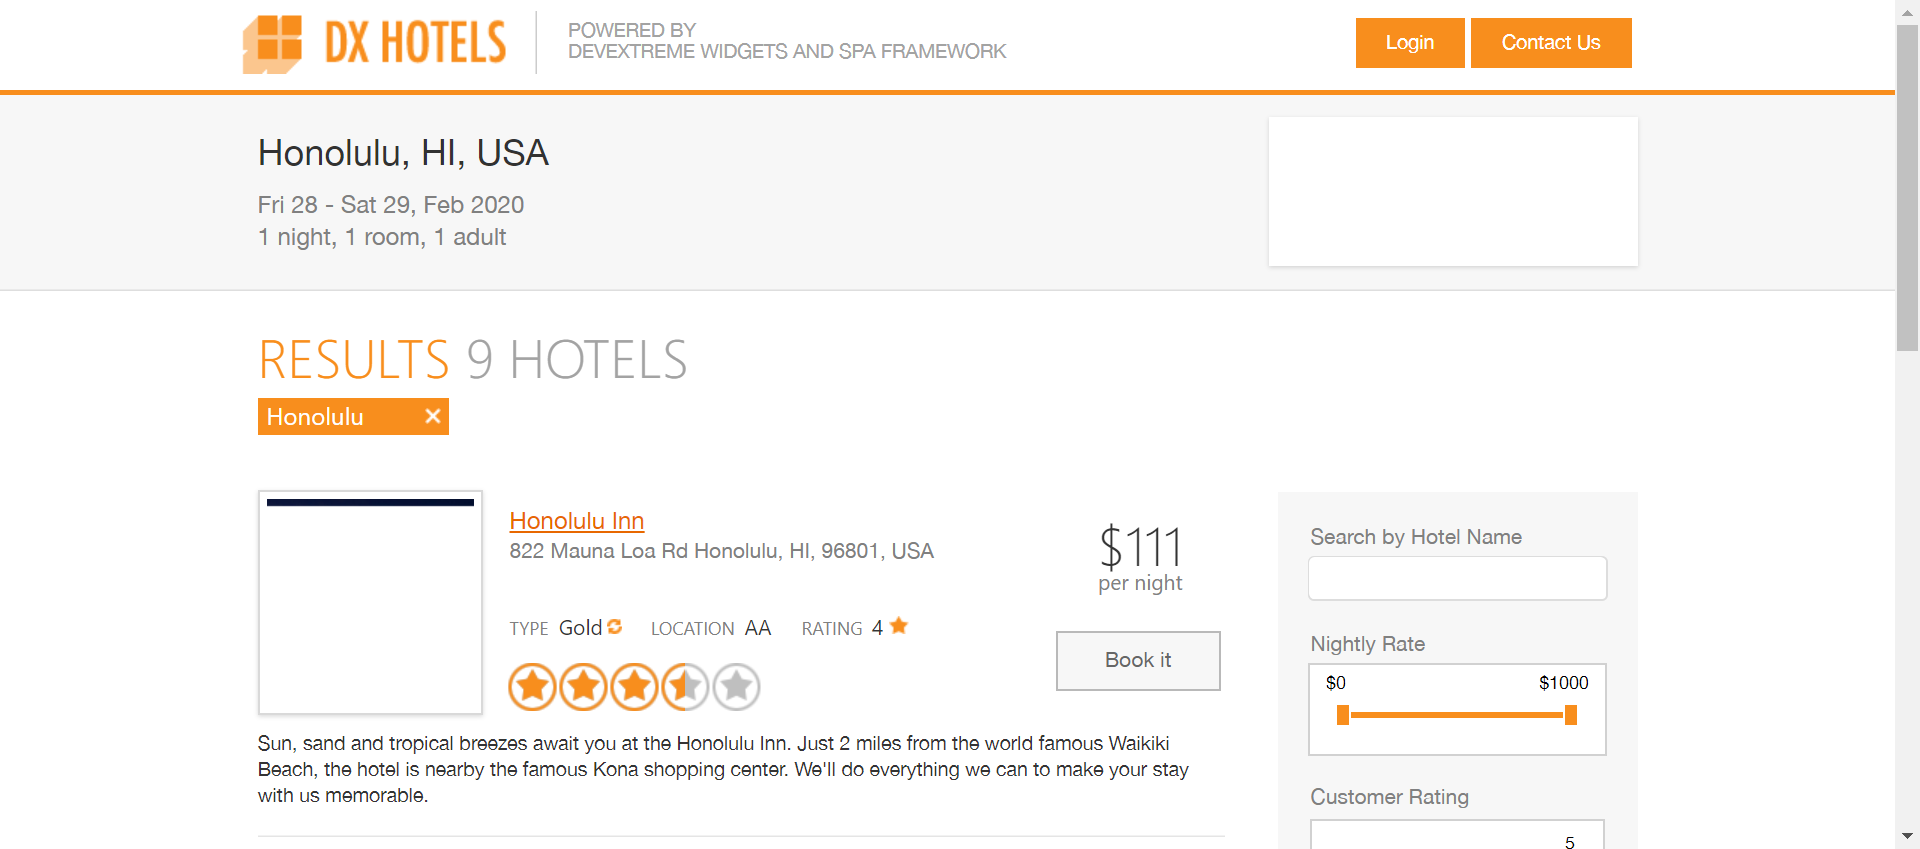 DX HOTELS
POWERED BY
DEVEXTREME WIDGETS AND SPA FRAMEWORK
Login
Contact Us
Honolulu, HI, USA
Fri 28 - Sat 29, Feb 2020
1 night, 1 room, 1 adult
RESULTS 9 HOTELS
Honolulu
Honolulu Inn
822 Mauna Loa Rd Honolulu, HI, 96801, USA
TYPE Gold LOCATION AA RATING 4
$111
per night
Book it
Sun, sand and tropical breezes await you at the Honolulu Inn. Just 2 miles from the world famous Waikiki
Beach, the hotel is nearby the famous Kona shopping center. We'll do everything we can to make your stay
with us memorable.
Search by Hotel Name
Nightly Rate
$0 $1000
Customer Rating
5